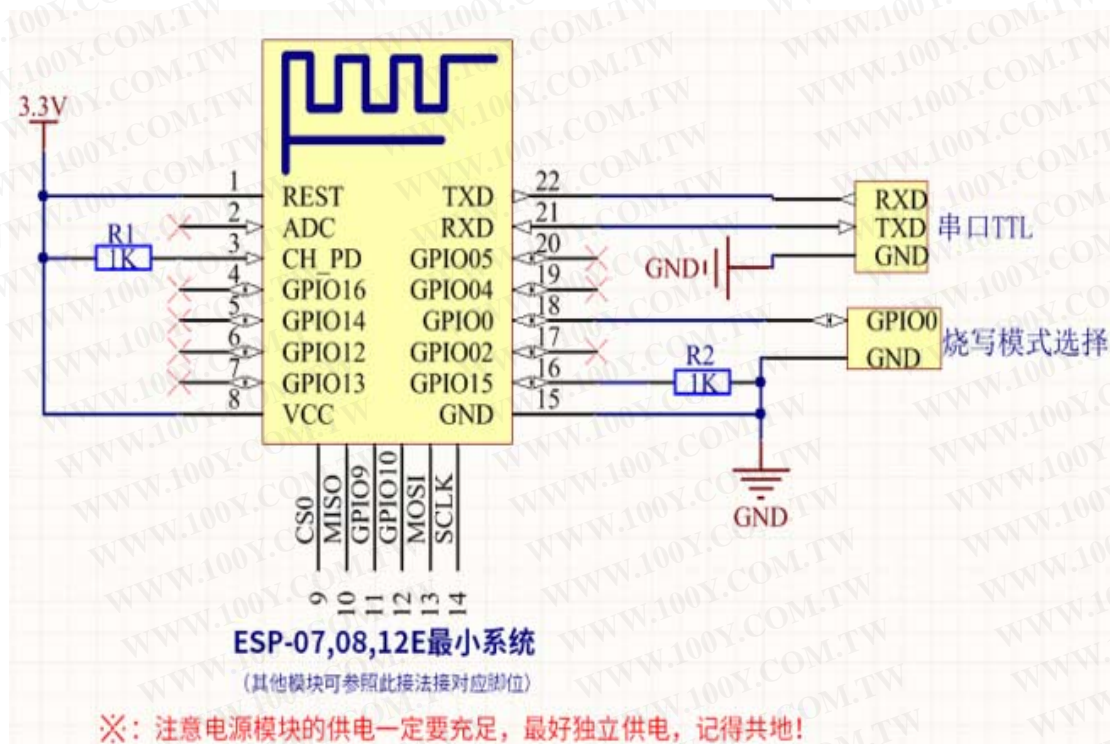 3.3V
R1
1K
1
2
3
4
5
6
7
8
REST
ADC
CH_PD
GPIO16
GPIO14
GPIO12
GPIO13
VCC
TXD
RXD
GPIO05
GPIO04
GPIO0
GPIO02
GPIO15
GND
22
21
20
19
18
17
16
15
RXD
TXD
GND
串口TTL
GND
GPIO0
GND
烧写模式选择
R2
1K
GND
CS0
MISO
GPIO9
GPIO10
MOSI
SCLK
9
10
11
12
13
14
ESP-07,08,12E最小系统
（其他模块可参照此接法接对应脚位）
※：注意电源模块的供电一定要充足，最好独立供电，记得共地！
WWW.100Y.COM.TW